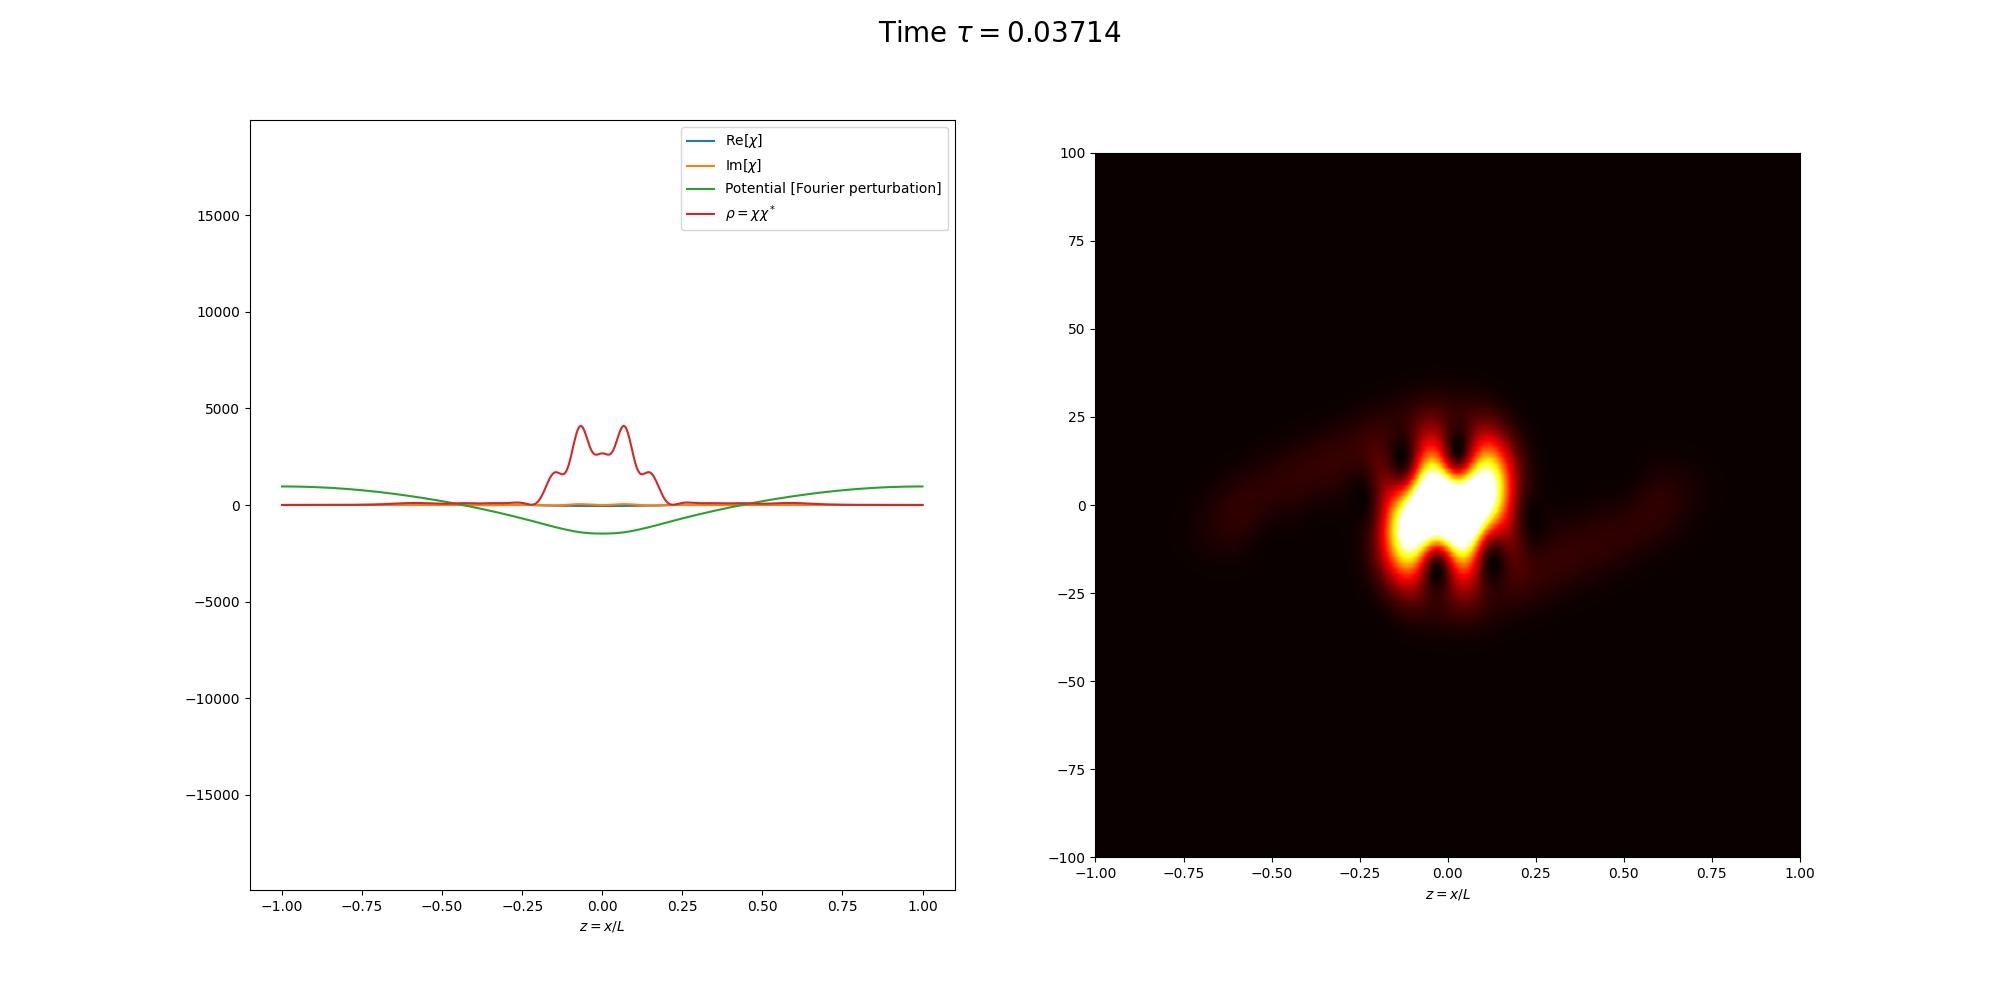 Time τ = 0.03714
Re[χ]
Im[χ]
Potential [Fourier perturbation]
ρ = χχ*
15000
10000
5000
0
−5000
−10000
−15000
−1.00 −0.75 −0.50 −0.25 0.00 0.25 0.50 0.75 1.00
z = x/L
100
75
50
25
0
−25
−50
−75
−100
−1.00 −0.75 −0.50 −0.25 0.00 0.25 0.50 0.75 1.00
z = x/L